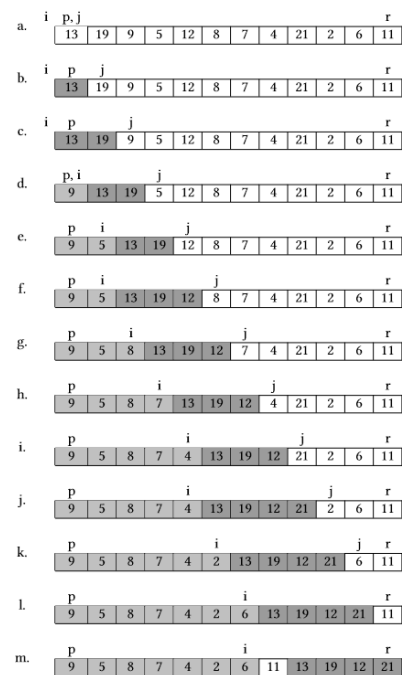 i p, j r
a. 13 19 9 5 12 8 7 4 21 2 6 11
i p j r
b. 13 19 9 5 12 8 7 4 21 2 6 11
i p j r
c. 13 19 9 5 12 8 7 4 21 2 6 11
p, i j r
d. 9 13 19 5 12 8 7 4 21 2 6 11
p i j r
e. 9 5 13 19 12 8 7 4 21 2 6 11
p i j r
f. 9 5 13 19 12 8 7 4 21 2 6 11
p i j r
g. 9 5 8 13 19 12 7 4 21 2 6 11
p i j r
h. 9 5 8 7 13 19 12 4 21 2 6 11
p i j r
i. 9 5 8 7 4 13 19 12 21 2 6 11
p i j r
j. 9 5 8 7 4 13 19 12 21 2 6 11
p i j r
k. 9 5 8 7 4 2 13 19 12 21 6 11
p i r
l. 9 5 8 7 4 2 6 13 19 12 21 11
p i r
m. 9 5 8 7 4 2 6 11 13 19 12 21